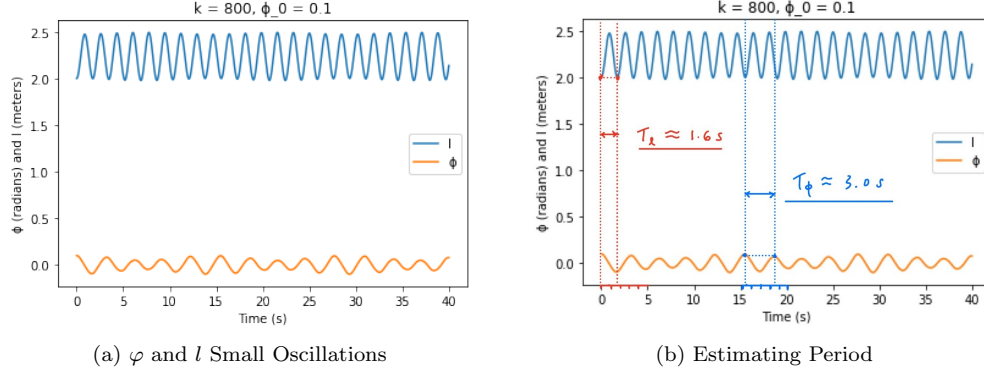 k = 800, ϕ_0 = 0.1
ϕ (radians) and l (meters)
2.5
2.0
1.5
1.0
0.5
0.0
l
ϕ
0 5 10 15 20 25 30 35 40
Time (s)
(a) φ and l Small Oscillations
k = 800, ϕ_0 = 0.1
ϕ (radians) and l (meters)
2.5
2.0
1.5
1.0
0.5
0.0
T_l ≈ 1.6 s
T_ϕ ≈ 3.0 s
l
ϕ
0 5 10 15 20 25 30 35 40
Time (s)
(b) Estimating Period